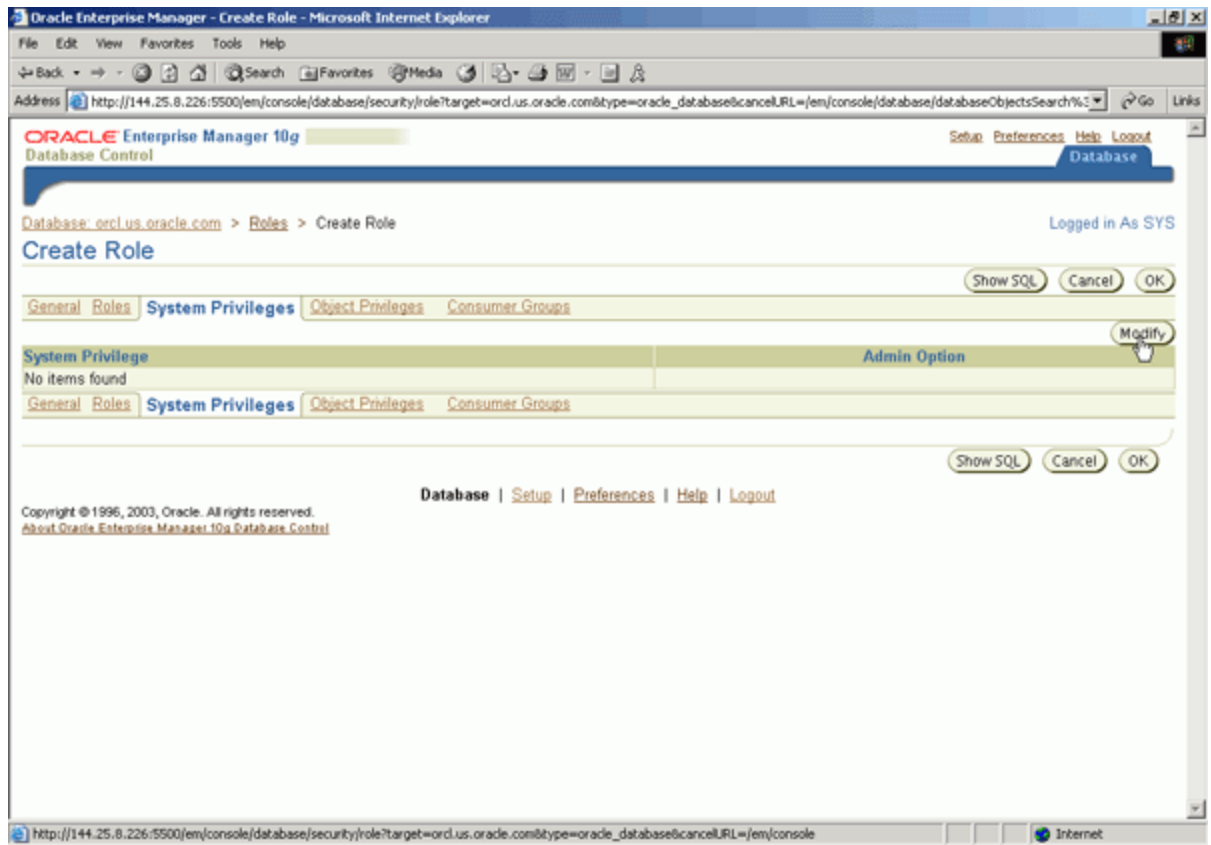 Oracle Enterprise Manager - Create Role - Microsoft Internet Explorer
File Edit View Favorites Tools Help
Back Search Favorites Media
Address http://144.25.8.226:5500/em/console/database/security/role?target=orcl.us.oracle.com&type=oracle_database&cancelURL=/em/console/database/databaseObjectsSearch%3 Go Links
ORACLE Enterprise Manager 10g
Setup Preferences Help Logout
Database Control
Database
Database: orcl.us.oracle.com > Roles > Create Role
Logged in As SYS
Create Role
Show SQL Cancel OK
General Roles System Privileges Object Privileges Consumer Groups
Modify
System Privilege Admin Option
No items found
General Roles System Privileges Object Privileges Consumer Groups
Show SQL Cancel OK
Database | Setup | Preferences | Help | Logout
Copyright © 1996, 2003, Oracle. All rights reserved.
About Oracle Enterprise Manager 10g Database Control
http://144.25.8.226:5500/em/console/database/security/role?target=orcl.us.oracle.com&type=oracle_database&cancelURL=/em/console
Internet